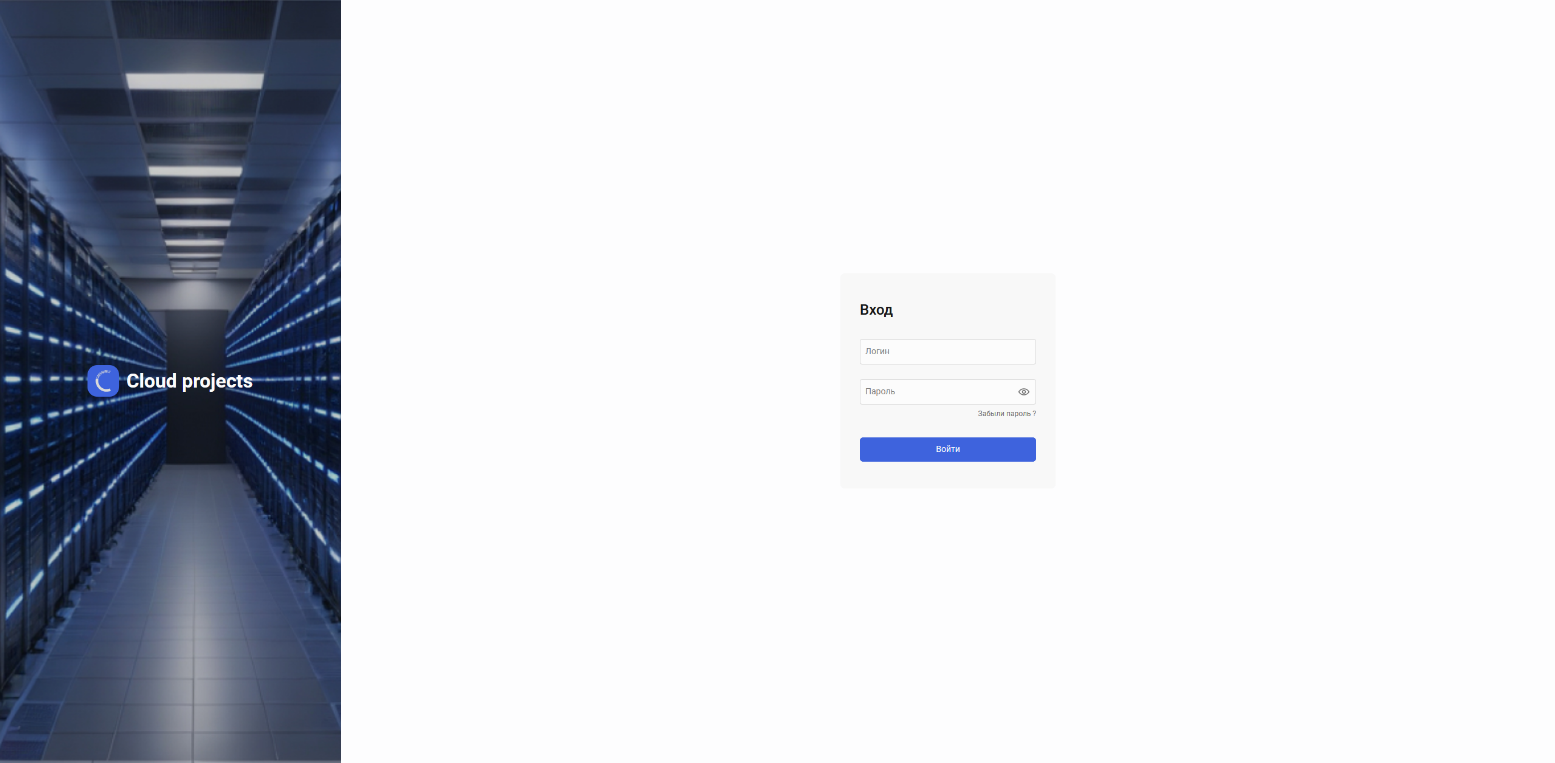 Cloud projects
Вход
Логин
Пароль
Забыли пароль ?
Войти